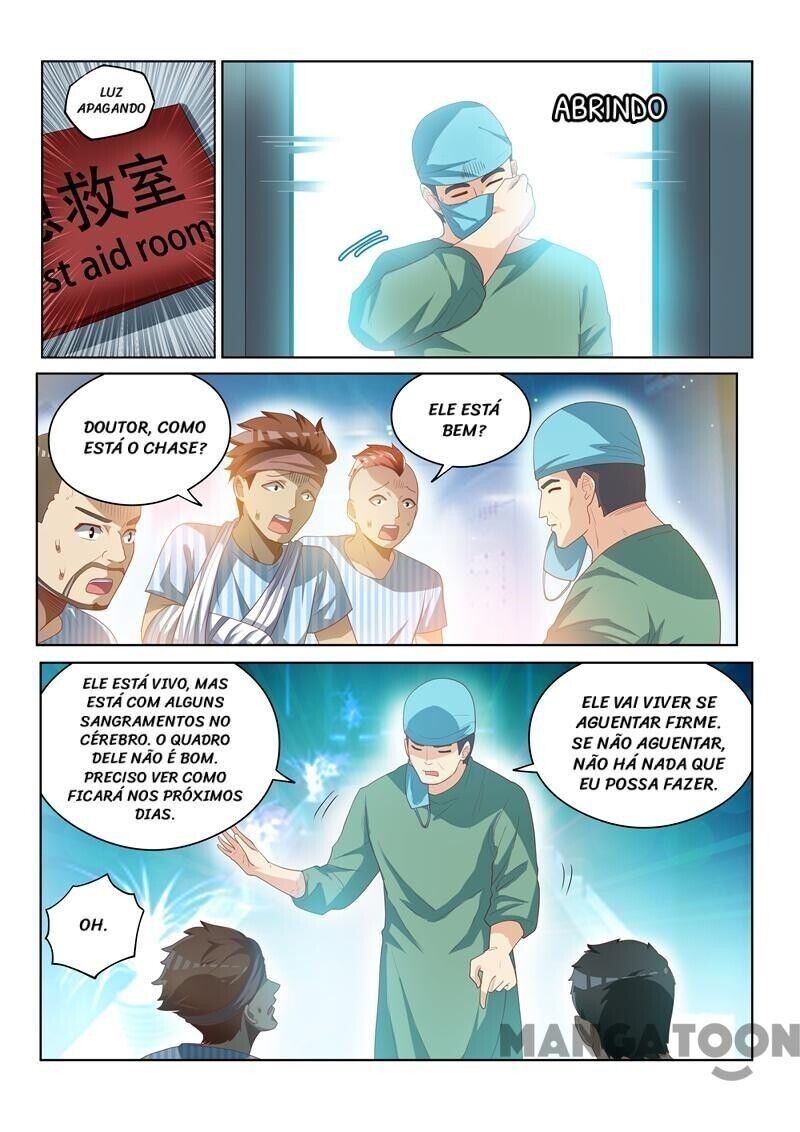 LUZ
APAGANDO
救室
st aid room
ABRINDO
DOUTOR, COMO
ESTÁ O CHASE?
ELE ESTÁ
BEM?
ELE ESTÁ VIVO, MAS
ESTÁ COM ALGUNS
SANGRAMENTOS NO
CÉREBRO. O QUADRO
DELE NÃO É BOM.
PRECISO VER COMO
FICARÁ NOS PRÓXIMOS
DIAS.
ELE VAI VIVER SE
AGUENTAR FIRME.
SE NÃO AGUENTAR,
NÃO HÁ NADA QUE
EU POSSA FAZER.
OH.
MANGATOON